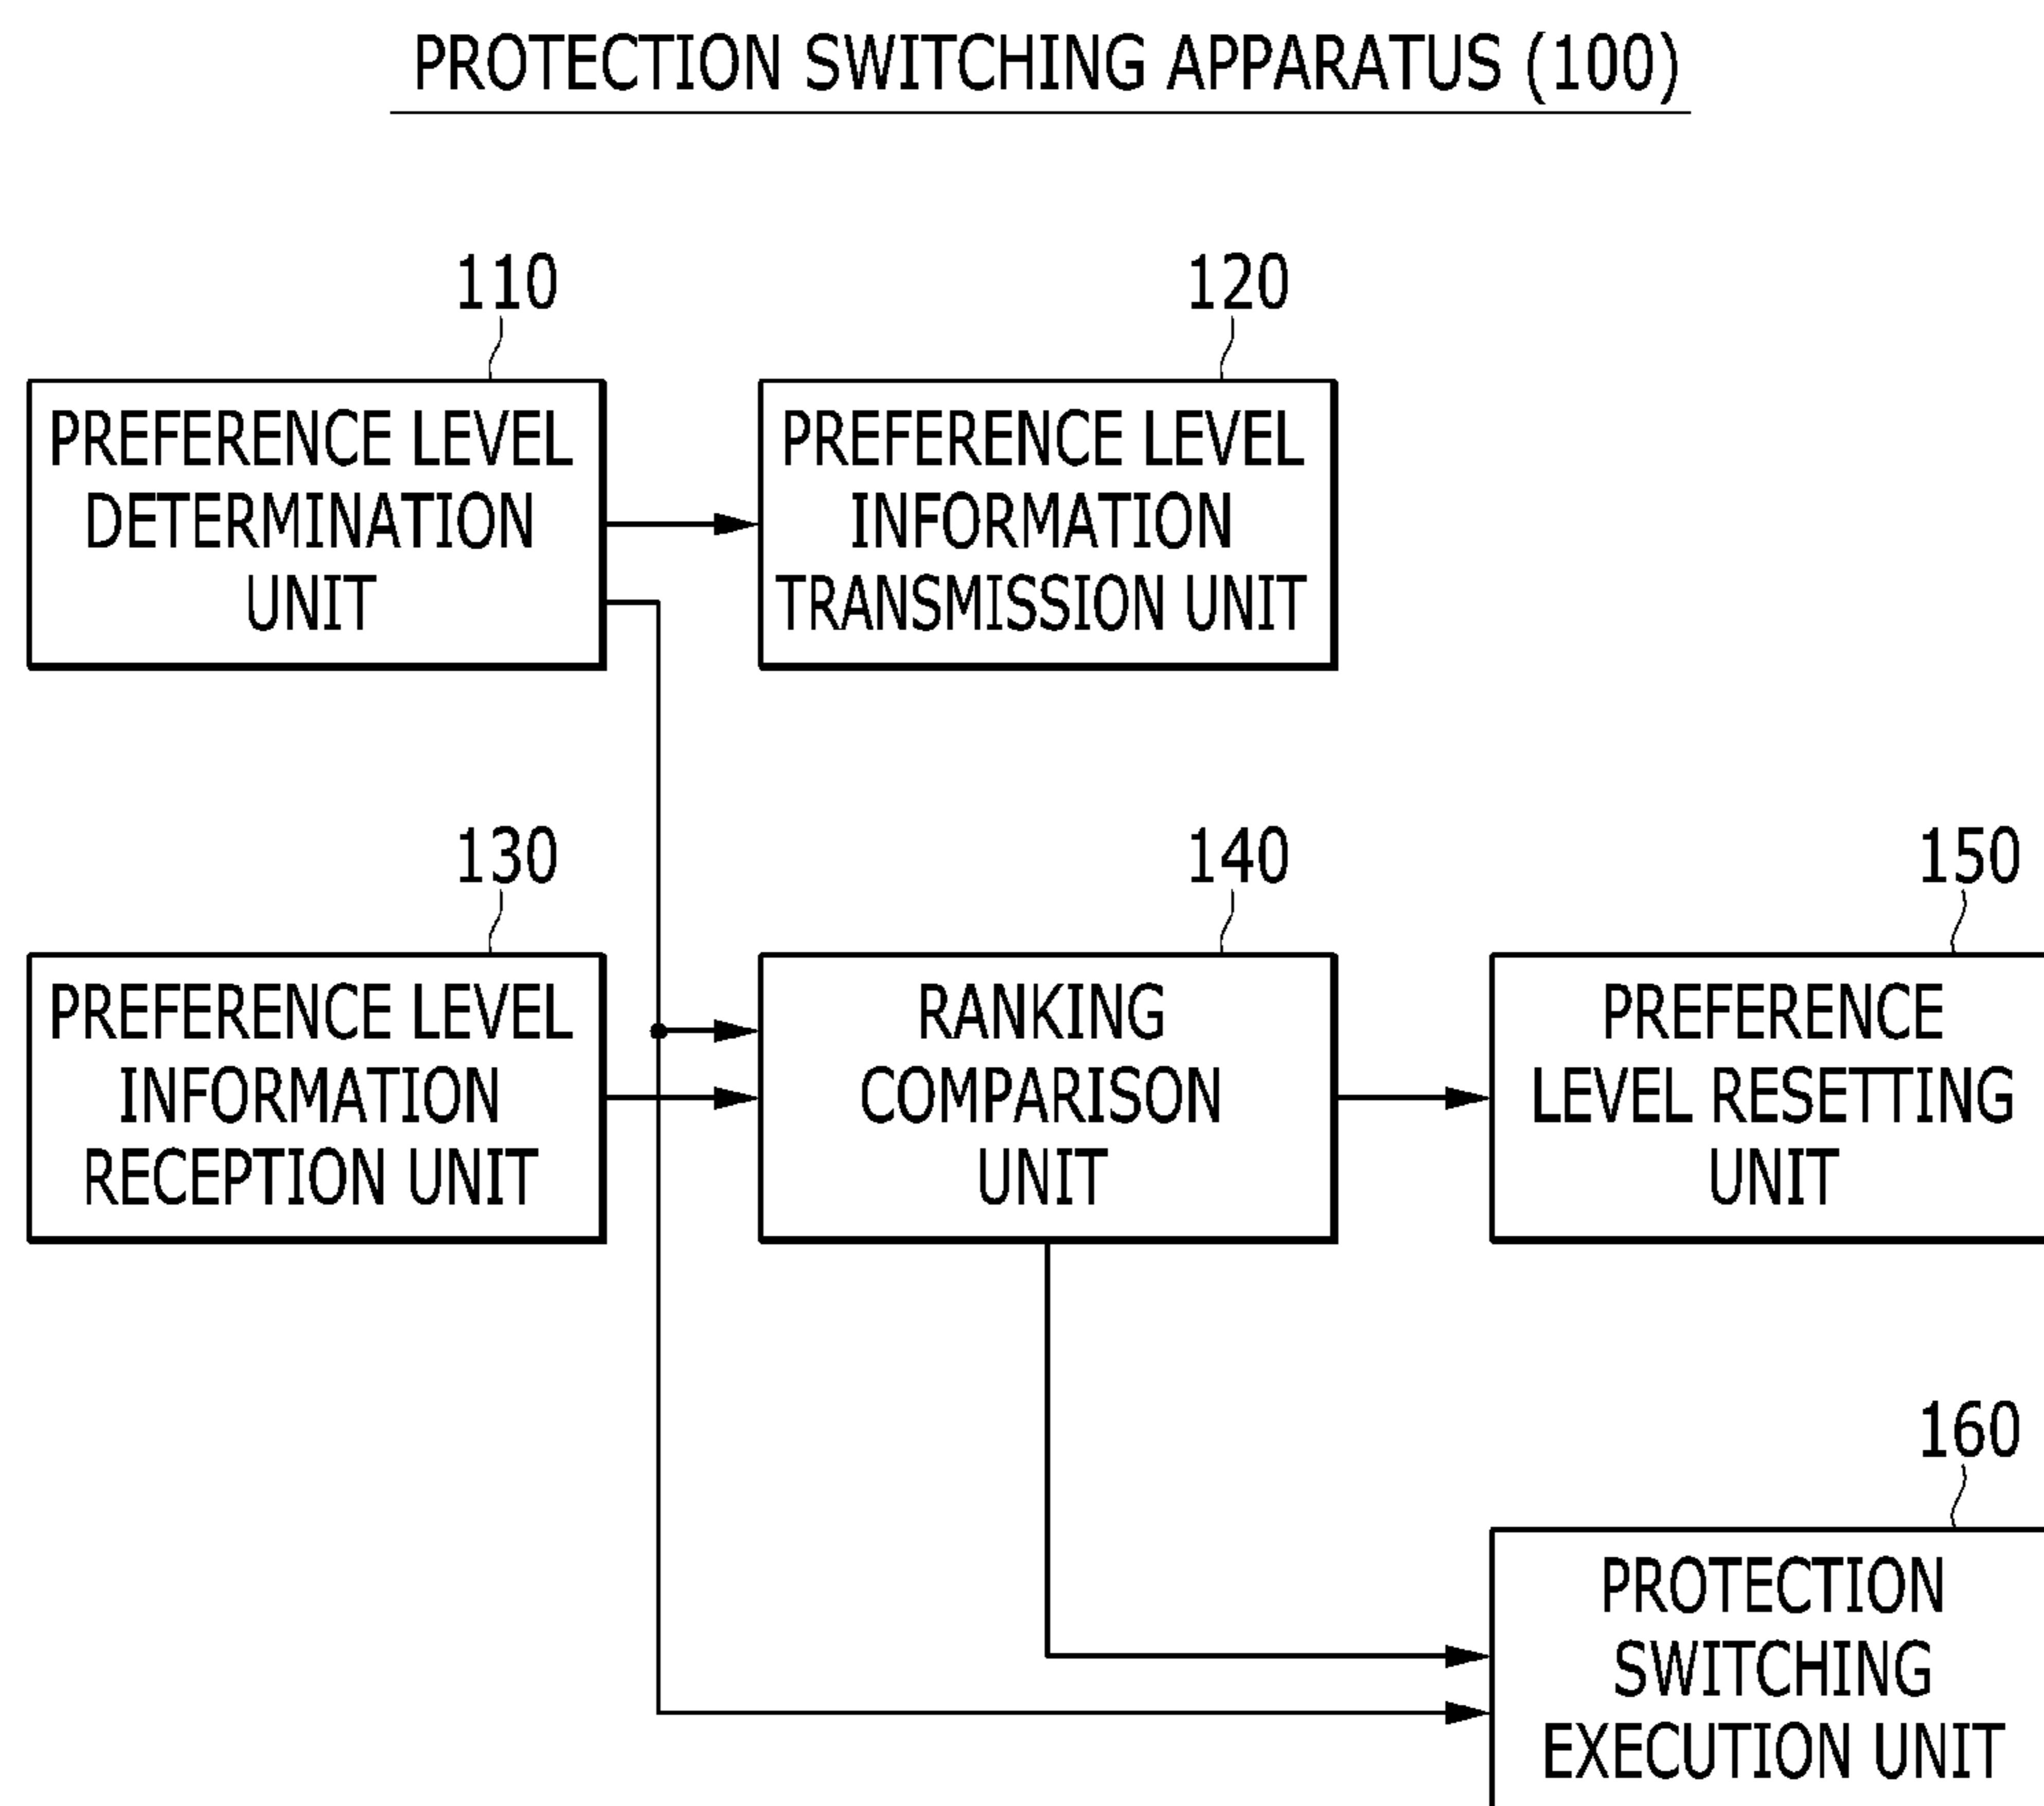 PROTECTION SWITCHING APPARATUS (100)
110
PREFERENCE LEVEL
DETERMINATION
UNIT
120
PREFERENCE LEVEL
INFORMATION
TRANSMISSION UNIT
130
PREFERENCE LEVEL
INFORMATION
RECEPTION UNIT
140
RANKING
COMPARISON
UNIT
150
PREFERENCE
LEVEL RESETTING
UNIT
160
PROTECTION
SWITCHING
EXECUTION UNIT